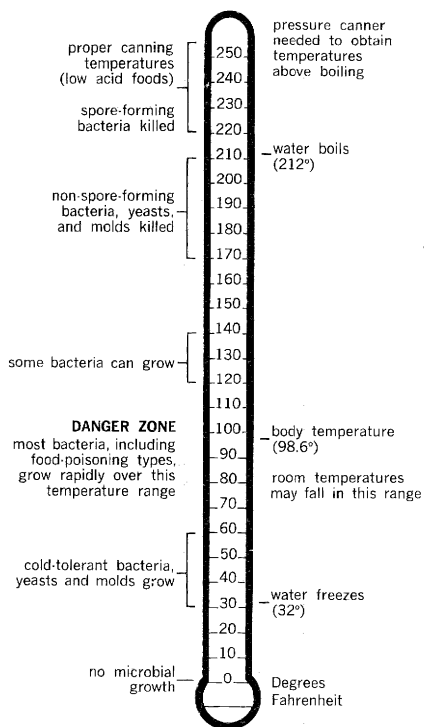 proper canning
temperatures
(low acid foods)
spore-forming
bacteria killed
non-spore-forming
bacteria, yeasts,
and molds killed
some bacteria can grow
DANGER ZONE
most bacteria, including
food-poisoning types,
grow rapidly over this
temperature range
cold-tolerant bacteria,
yeasts and molds grow
no microbial
growth
250
240
230
220
210
200
190
180
170
160
150
140
130
120
110
100
90
80
70
60
50
40
30
20
10
0
pressure canner
needed to obtain
temperatures
above boiling
water boils
(212°)
body temperature
(98.6°)
room temperatures
may fall in this range
water freezes
(32°)
Degrees
Fahrenheit